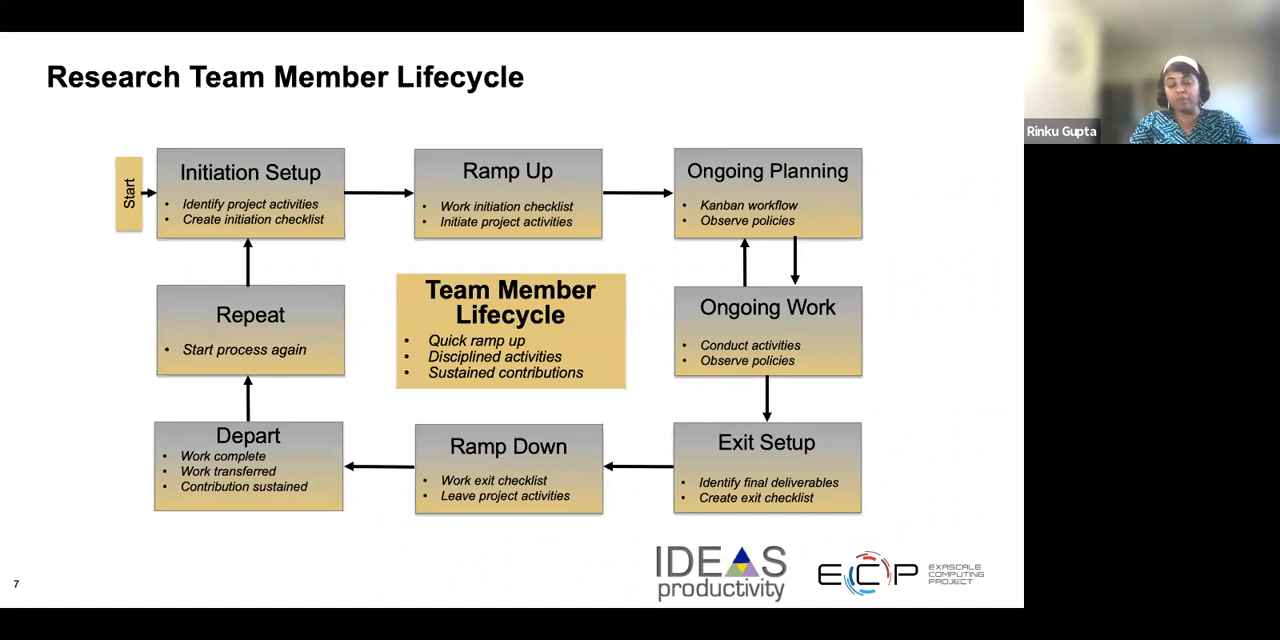 Research Team Member Lifecycle
Rinku Gupta
Start
Initiation Setup
• Identify project activities
• Create initiation checklist
Ramp Up
• Work initiation checklist
• Initiate project activities
Ongoing Planning
• Kanban workflow
• Observe policies
Repeat
• Start process again
Team Member
Lifecycle
• Quick ramp up
• Disciplined activities
• Sustained contributions
Ongoing Work
• Conduct activities
• Observe policies
Depart
• Work complete
• Work transferred
• Contribution sustained
Ramp Down
• Work exit checklist
• Leave project activities
Exit Setup
• Identify final deliverables
• Create exit checklist
7
IDEAS
productivity
ECP
EXASCALE
COMPUTING
PROJECT